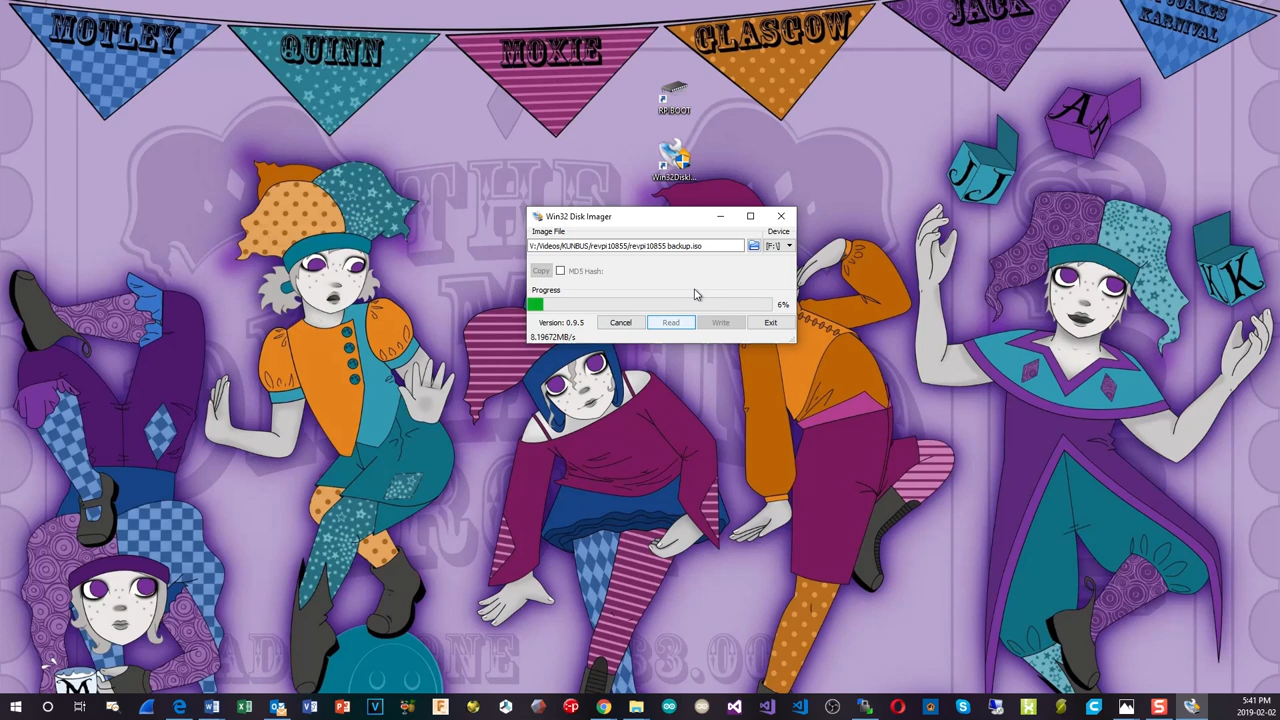 MOTLEY
QUINN
MOXIE
GLASGOW
JACK
KARNIVAL
RPIBOOT
Win32DiskI...
Win32 Disk Imager
Image File
Device
V:/Videos/KUNBUS/revpi10855/revpi10855 backup.iso
[F:\]
Copy
MD5 Hash:
Progress
6%
Version: 0.9.5
Cancel
Read
Write
Exit
8.19672MB/s
A
JJ
K
M
5:41 PM
2019-02-02